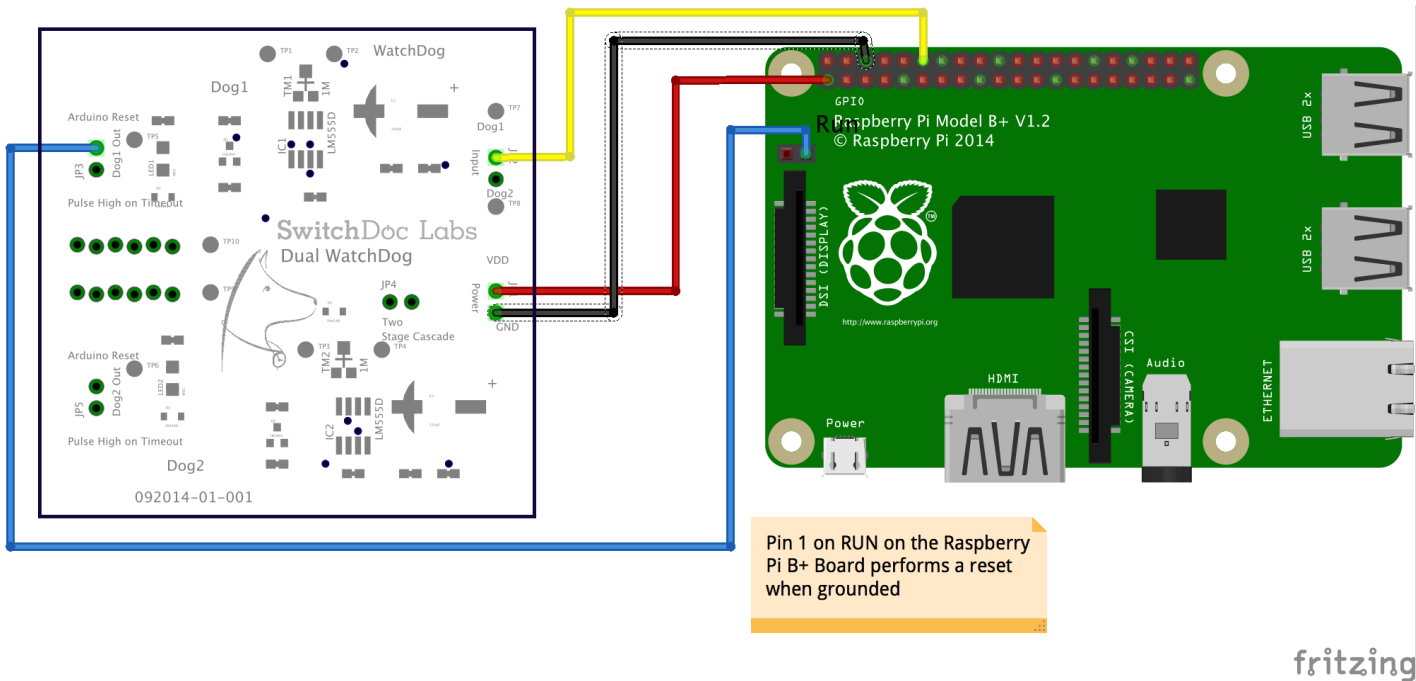 TP1
TP2
WatchDog
Dog1
TM1
1M
+
TP7
Dog1
Arduino Reset
TP5
Dog1 Out
JP3
LED1
IC1
LM555D
Input
Dog2
TP8
Pulse High on Timeout
SwitchDoc Labs
Dual WatchDog
TP10
VDD
JP4
Power
Two
Stage Cascade
GND
TP3
TP4
TM2
1M
Arduino Reset
TP6
Dog2 Out
JP5
LED2
+
IC2
LM555D
Pulse High on Timeout
Dog2
092014-01-001
GPIO
Run
Raspberry Pi Model B+ V1.2
© Raspberry Pi 2014
USB 2x
USB 2x
DSI (DISPLAY)
TM
http://www.raspberrypi.org
CSI (CAMERA)
Audio
HDMI
ETHERNET
Power
Pin 1 on RUN on the Raspberry
Pi B+ Board performs a reset
when grounded
fritzing